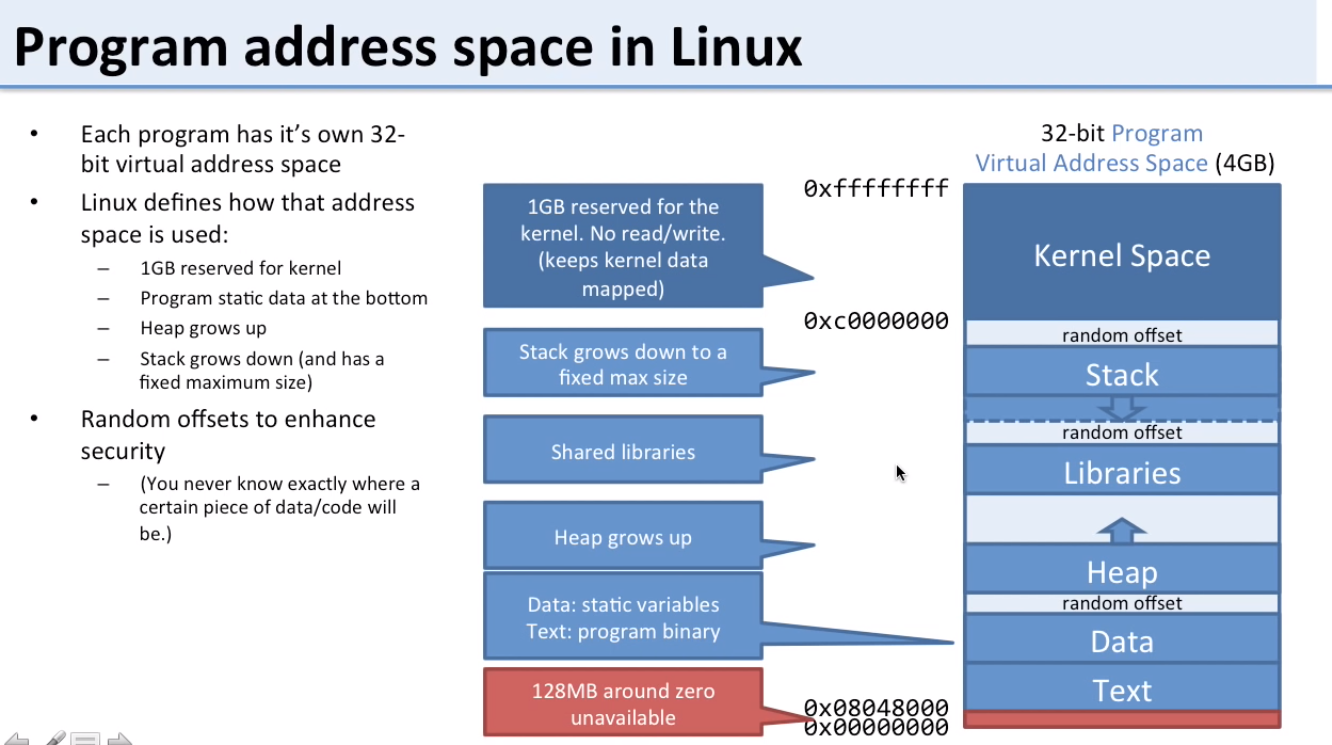 Program address space in Linux
• Each program has it's own 32-
bit virtual address space
• Linux defines how that address
space is used:
– 1GB reserved for kernel
– Program static data at the bottom
– Heap grows up
– Stack grows down (and has a
fixed maximum size)
• Random offsets to enhance
security
– (You never know exactly where a
certain piece of data/code will
be.)
1GB reserved for the
kernel. No read/write.
(keeps kernel data
mapped)
Stack grows down to a
fixed max size
Shared libraries
Heap grows up
Data: static variables
Text: program binary
128MB around zero
unavailable
0xffffffff
0xc0000000
0x08048000
0x00000000
32-bit Program
Virtual Address Space (4GB)
Kernel Space
random offset
Stack
random offset
Libraries
Heap
random offset
Data
Text